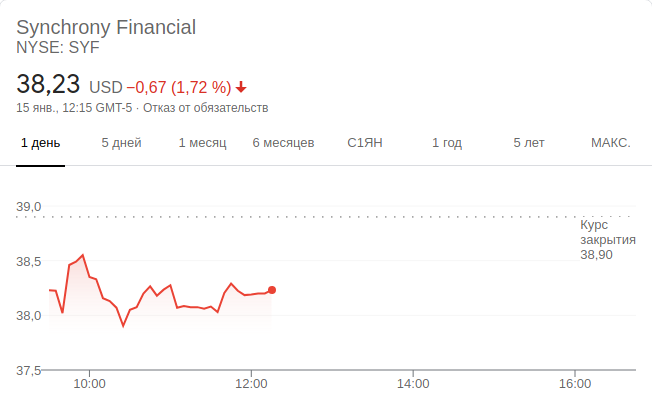 Synchrony Financial
NYSE: SYF
38,23 USD −0,67 (1,72 %)
15 янв., 12:15 GMT-5 · Отказ от обязательств
1 день 5 дней 1 месяц 6 месяцев С1ЯН 1 год 5 лет МАКС.
39,0
Курс
закрытия
38,90
38,5
38,0
37,5
10:00 12:00 14:00 16:00